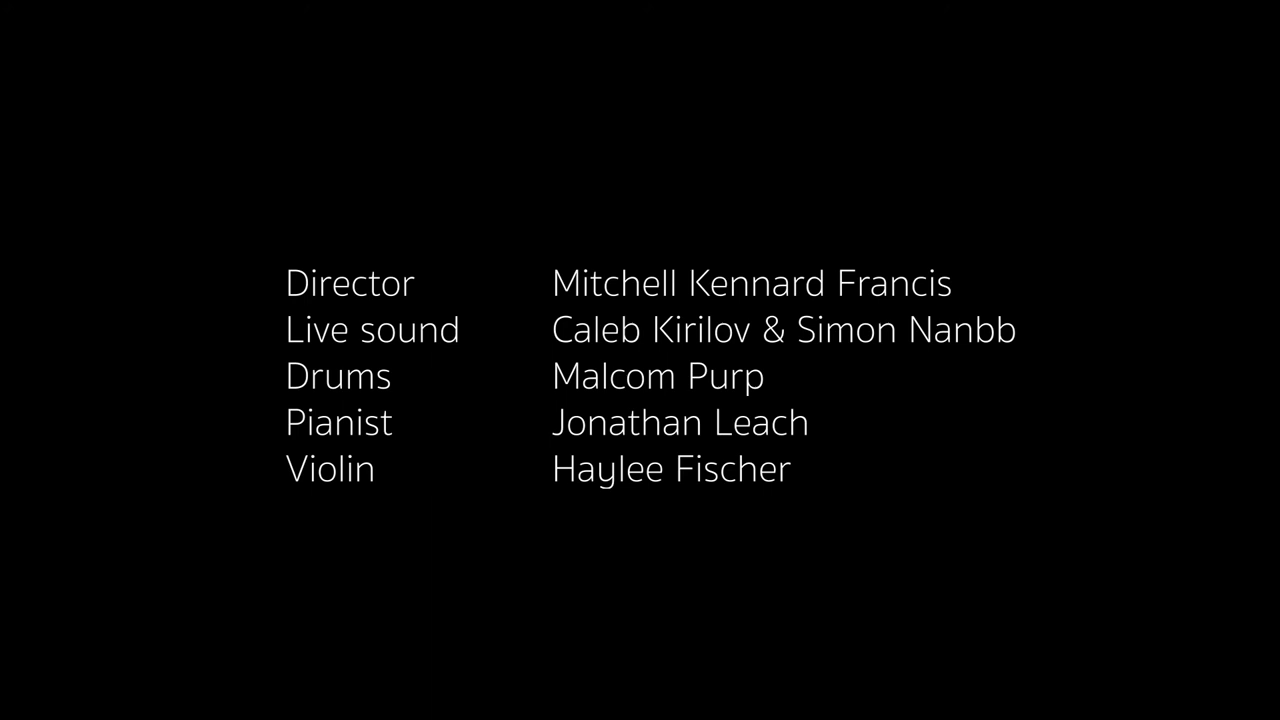 Director Mitchell Kennard Francis
Live sound Caleb Kirilov & Simon Nanbb
Drums Malcom Purp
Pianist Jonathan Leach
Violin Haylee Fischer